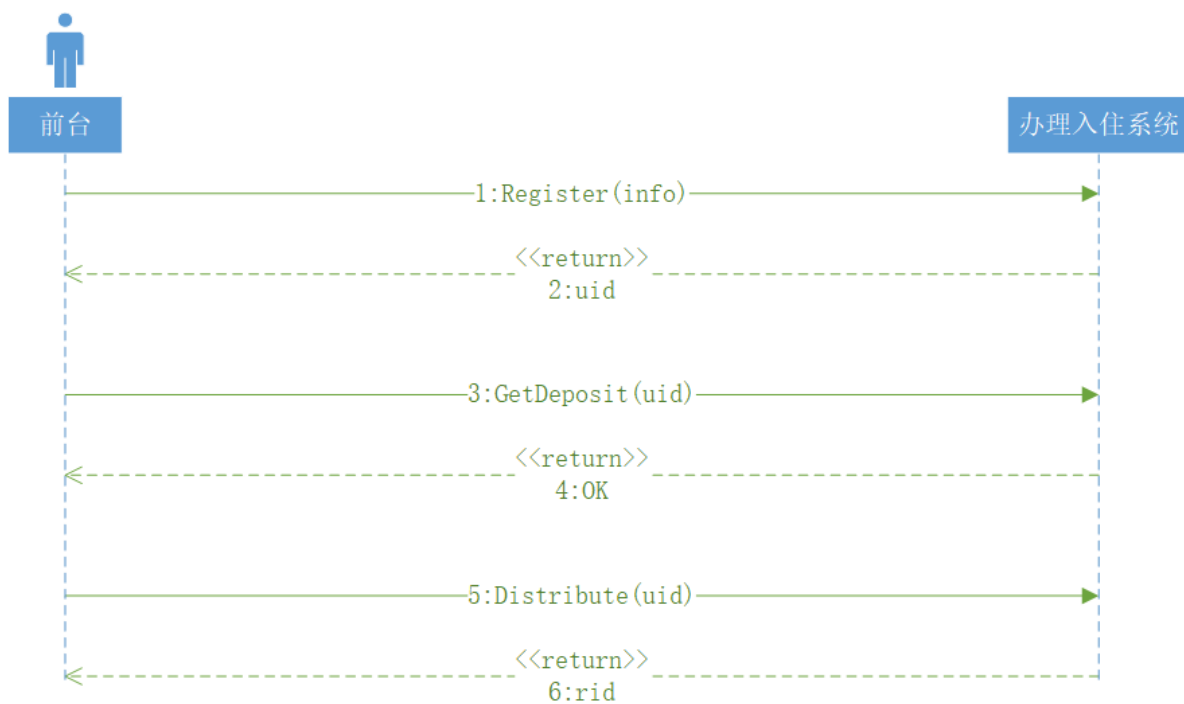 前台
办理入住系统
1:Register(info)
<<return>>
2:uid
3:GetDeposit(uid)
<<return>>
4:OK
5:Distribute(uid)
<<return>>
6:rid